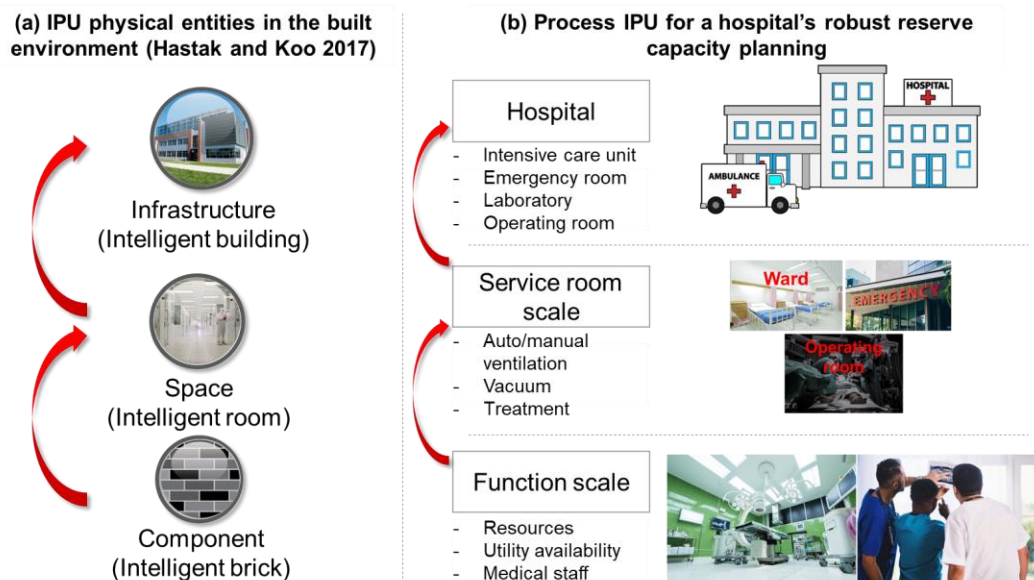 (a) IPU physical entities in the built
environment (Hastak and Koo 2017)
Infrastructure
(Intelligent building)
Space
(Intelligent room)
Component
(Intelligent brick)
(b) Process IPU for a hospital's robust reserve
capacity planning
Hospital
- Intensive care unit
- Emergency room
- Laboratory
- Operating room
HOSPITAL
AMBULANCE
Service room
scale
- Auto/manual
ventilation
- Vacuum
- Treatment
Ward
EMERGENCY
Operating
room
Function scale
- Resources
- Utility availability
- Medical staff